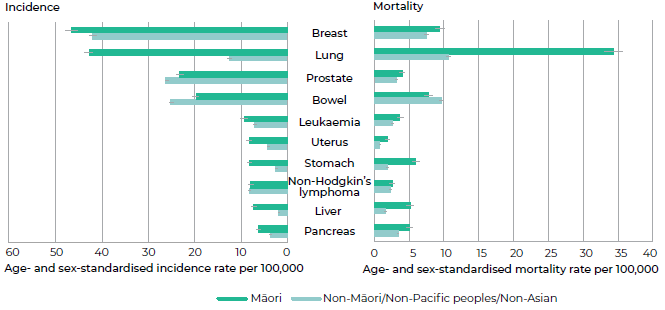 Incidence
Mortality
Breast
Lung
Prostate
Bowel
Leukaemia
Uterus
Stomach
Non-Hodgkin's
lymphoma
Liver
Pancreas
60 50 40 30 20 10 0
0 5 10 15 20 25 30 35 40
Age- and sex-standardised incidence rate per 100,000
Age- and sex-standardised mortality rate per 100,000
Māori Non-Māori/Non-Pacific peoples/Non-Asian